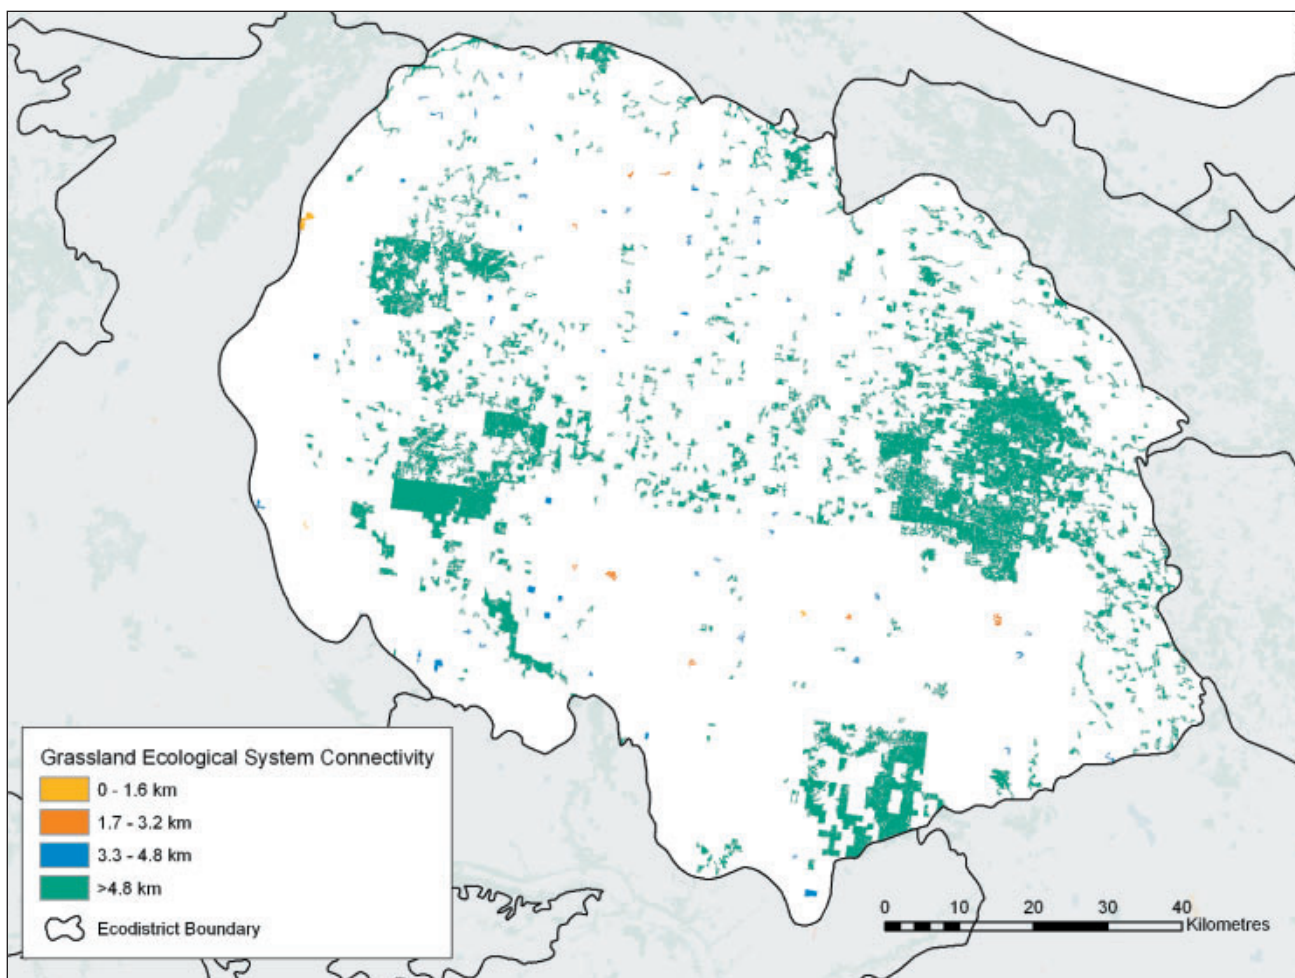 Grassland Ecological System Connectivity
0 - 1.6 km
1.7 - 3.2 km
3.3 - 4.8 km
>4.8 km
Ecodistrict Boundary
0 10 20 30 40
Kilometres